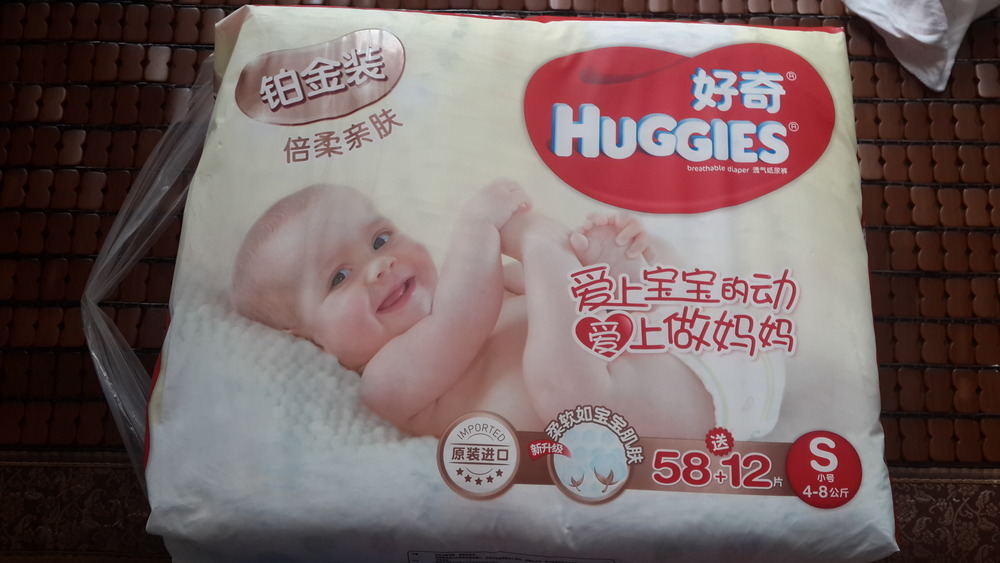 铂金装
倍柔亲肤
好奇®
HUGGIES®
breathable diaper 透气纸尿裤
爱上宝宝的动
爱上做妈妈
IMPORTED
原装进口
新升级
柔软如宝宝肌肤
送
58+12片
S
小号
4-8公斤